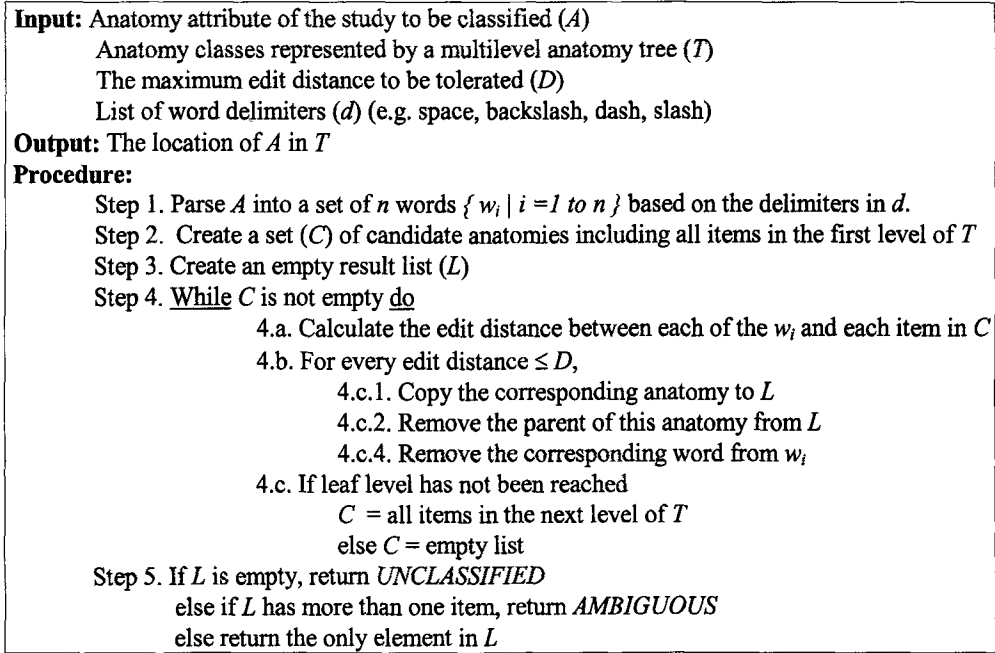 Input: Anatomy attribute of the study to be classified (A)
Anatomy classes represented by a multilevel anatomy tree (T)
The maximum edit distance to be tolerated (D)
List of word delimiters (d) (e.g. space, backslash, dash, slash)
Output: The location of A in T
Procedure:
Step 1. Parse A into a set of n words { wi | i =1 to n } based on the delimiters in d.
Step 2. Create a set (C) of candidate anatomies including all items in the first level of T
Step 3. Create an empty result list (L)
Step 4. While C is not empty do
4.a. Calculate the edit distance between each of the wi and each item in C
4.b. For every edit distance ≤ D,
4.c.1. Copy the corresponding anatomy to L
4.c.2. Remove the parent of this anatomy from L
4.c.4. Remove the corresponding word from wi
4.c. If leaf level has not been reached
C = all items in the next level of T
else C = empty list
Step 5. If L is empty, return UNCLASSIFIED
else if L has more than one item, return AMBIGUOUS
else return the only element in L